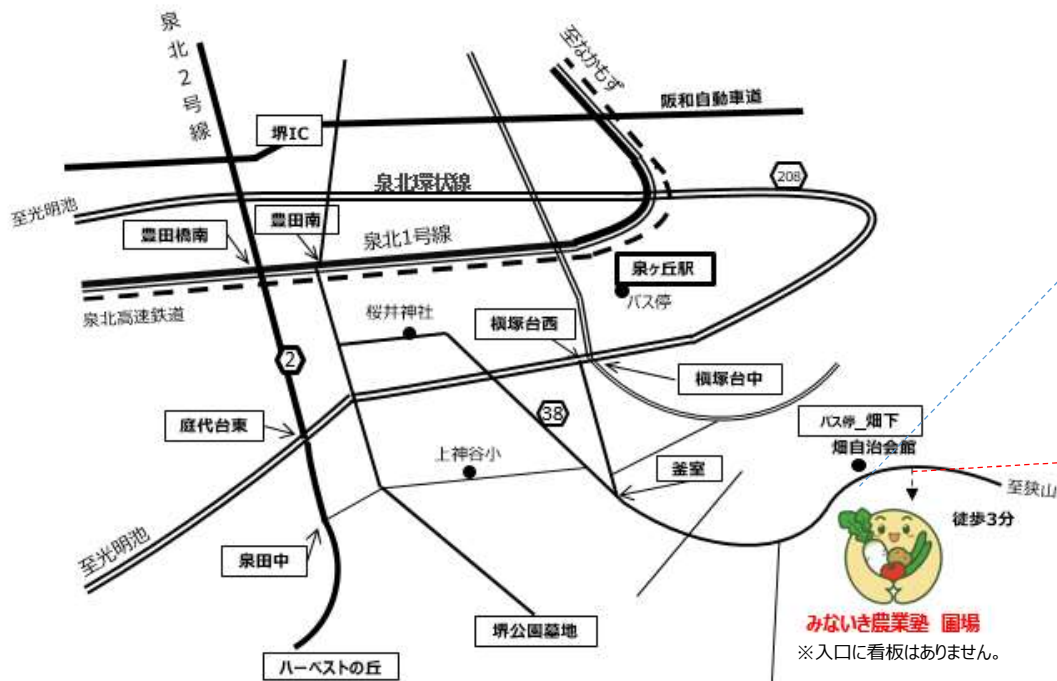 泉北2号線
至なかもず
阪和自動車道
堺IC
泉北環状線
208
至光明池
豊田橋南
豊田南
泉北1号線
泉ヶ丘駅
バス停
泉北高速鉄道
桜井神社
槇塚台西
2
槇塚台中
庭代台東
38
バス停_畑下
畑自治会館
上神谷小
釜室
至狭山
徒歩3分
至光明池
泉田中
みないき農業塾 圃場
堺公園墓地
※入口に看板はありません。
ハーベストの丘